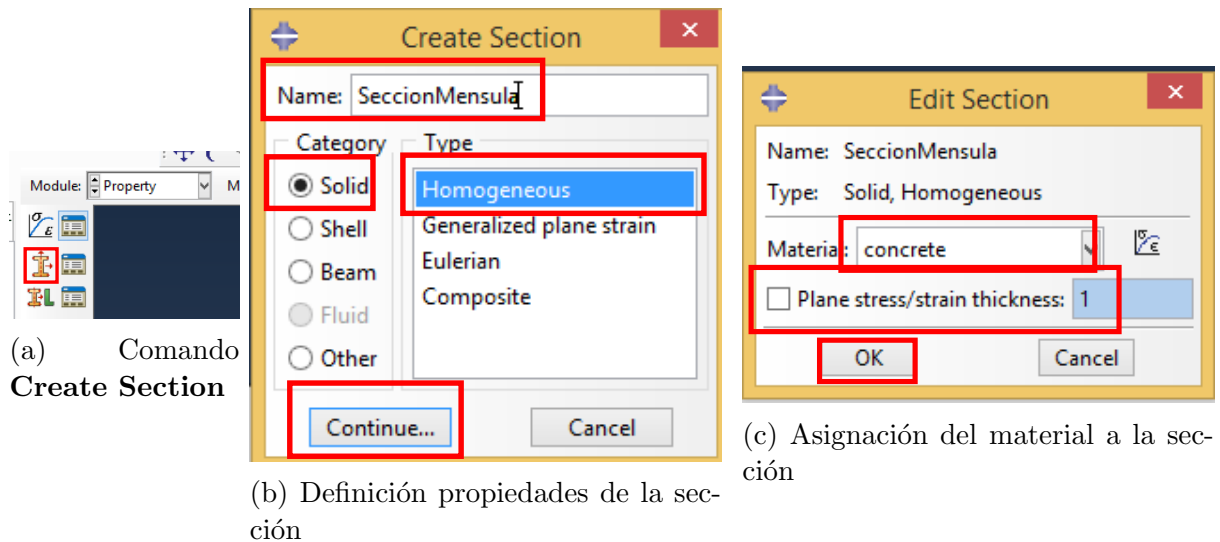 Module: Property M
σ ε
(a) Comando
Create Section
Create Section
Name: SeccionMensula
Category Type
Solid
Shell
Beam
Fluid
Other
Homogeneous
Generalized plane strain
Eulerian
Composite
Continue... Cancel
(b) Definición propiedades de la sec-
ción
Edit Section
Name: SeccionMensula
Type: Solid, Homogeneous
Material: concrete
σ ε
Plane stress/strain thickness: 1
OK Cancel
(c) Asignación del material a la sec-
ción